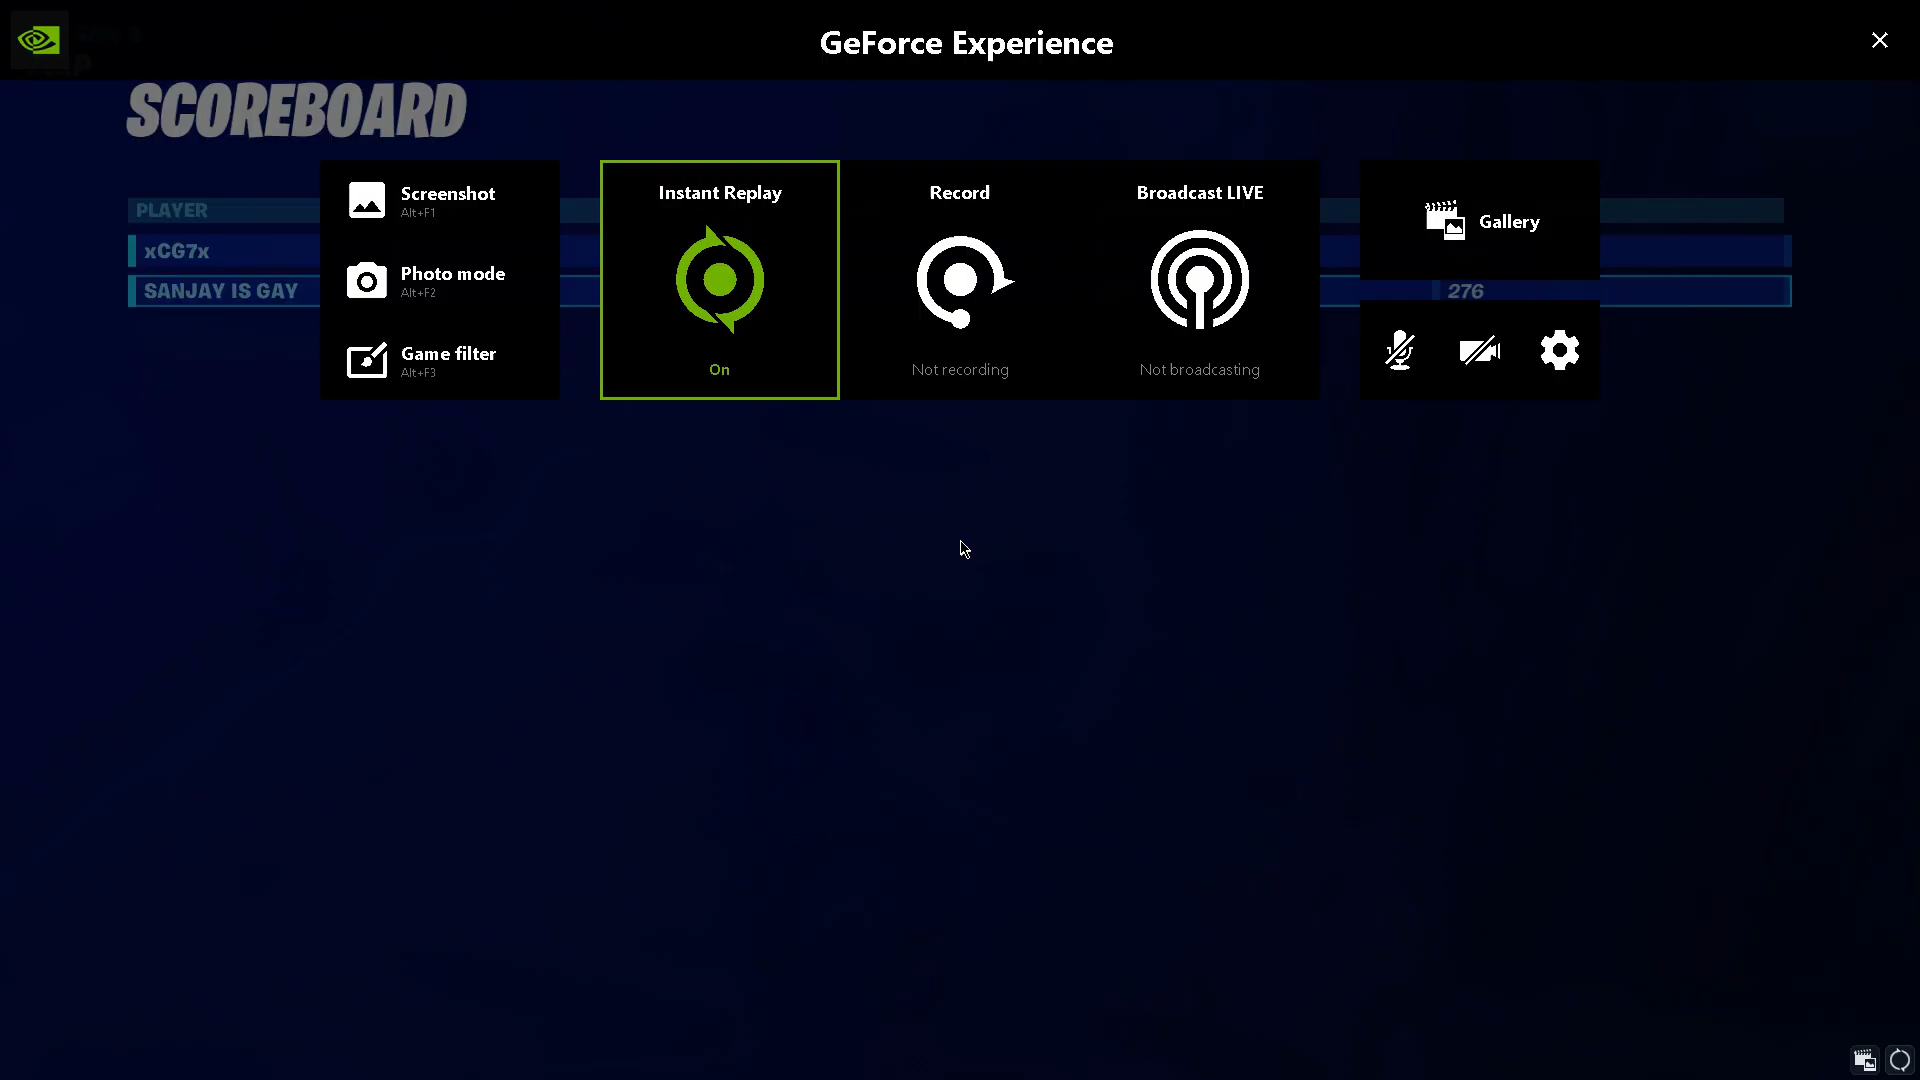 GeForce Experience
SCOREBOARD
Screenshot
Alt+F1
Photo mode
Alt+F2
Game filter
Alt+F3
Instant Replay
On
Record
Not recording
Broadcast LIVE
Not broadcasting
Gallery
PLAYER
xCG7x
SANJAY IS GAY
276